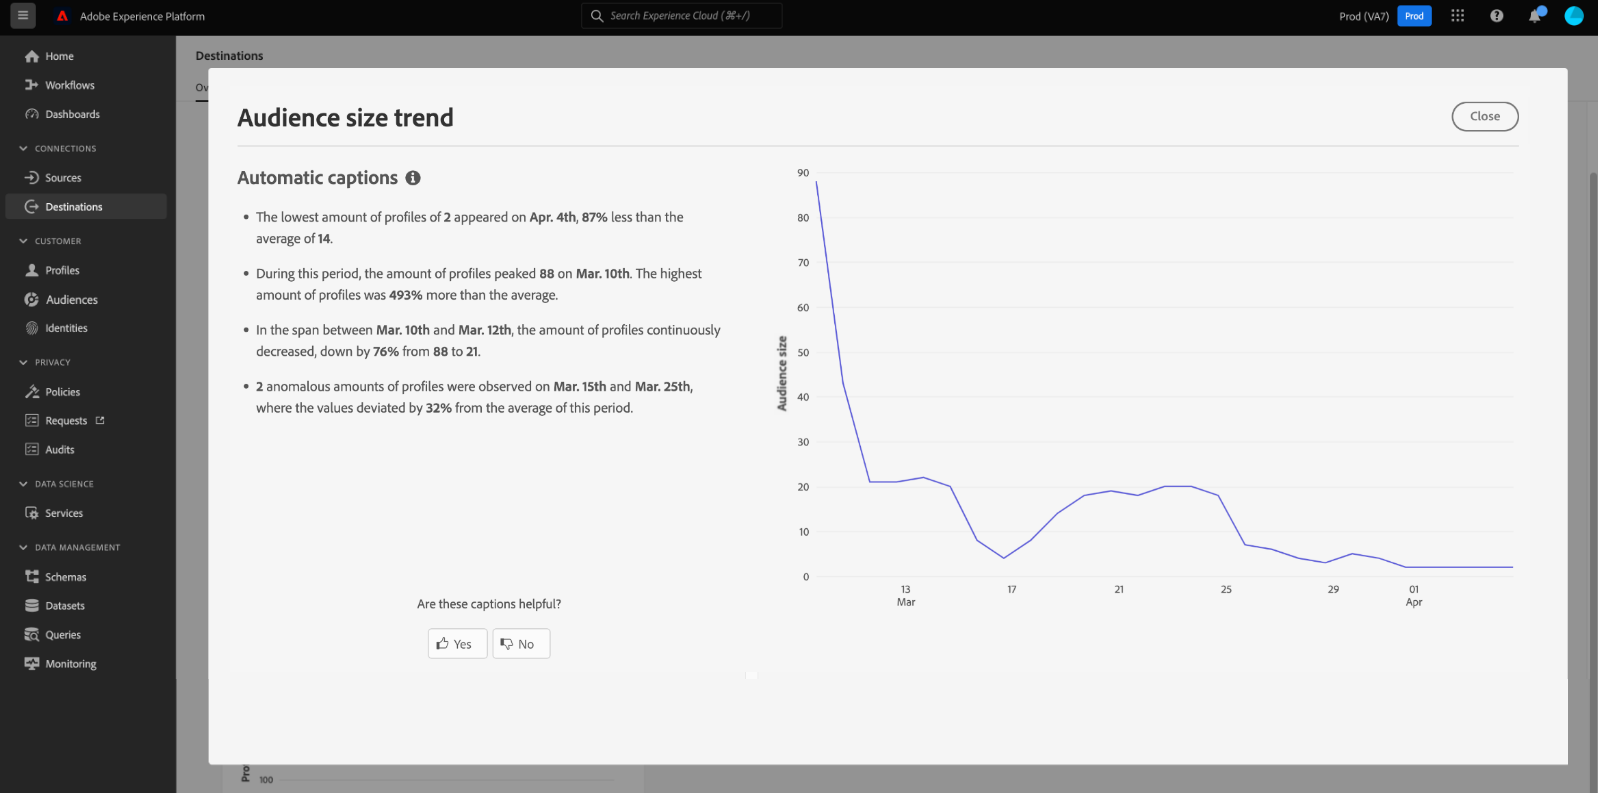 Adobe Experience Platform
Search Experience Cloud (⌘+/)
Prod (VA7)
Prod
Home
Workflows
Dashboards
CONNECTIONS
Sources
Destinations
CUSTOMER
Profiles
Audiences
Identities
PRIVACY
Policies
Requests
Audits
DATA SCIENCE
Services
DATA MANAGEMENT
Schemas
Datasets
Queries
Monitoring
Destinations
Ov
Audience size trend
Close
Automatic captions
• The lowest amount of profiles of 2 appeared on Apr. 4th, 87% less than the
average of 14.
• During this period, the amount of profiles peaked 88 on Mar. 10th. The highest
amount of profiles was 493% more than the average.
• In the span between Mar. 10th and Mar. 12th, the amount of profiles continuously
decreased, down by 76% from 88 to 21.
• 2 anomalous amounts of profiles were observed on Mar. 15th and Mar. 25th,
where the values deviated by 32% from the average of this period.
Are these captions helpful?
Yes
No
Audience size
90
80
70
60
50
40
30
20
10
0
13
Mar
17
21
25
29
01
Apr
Pro
100